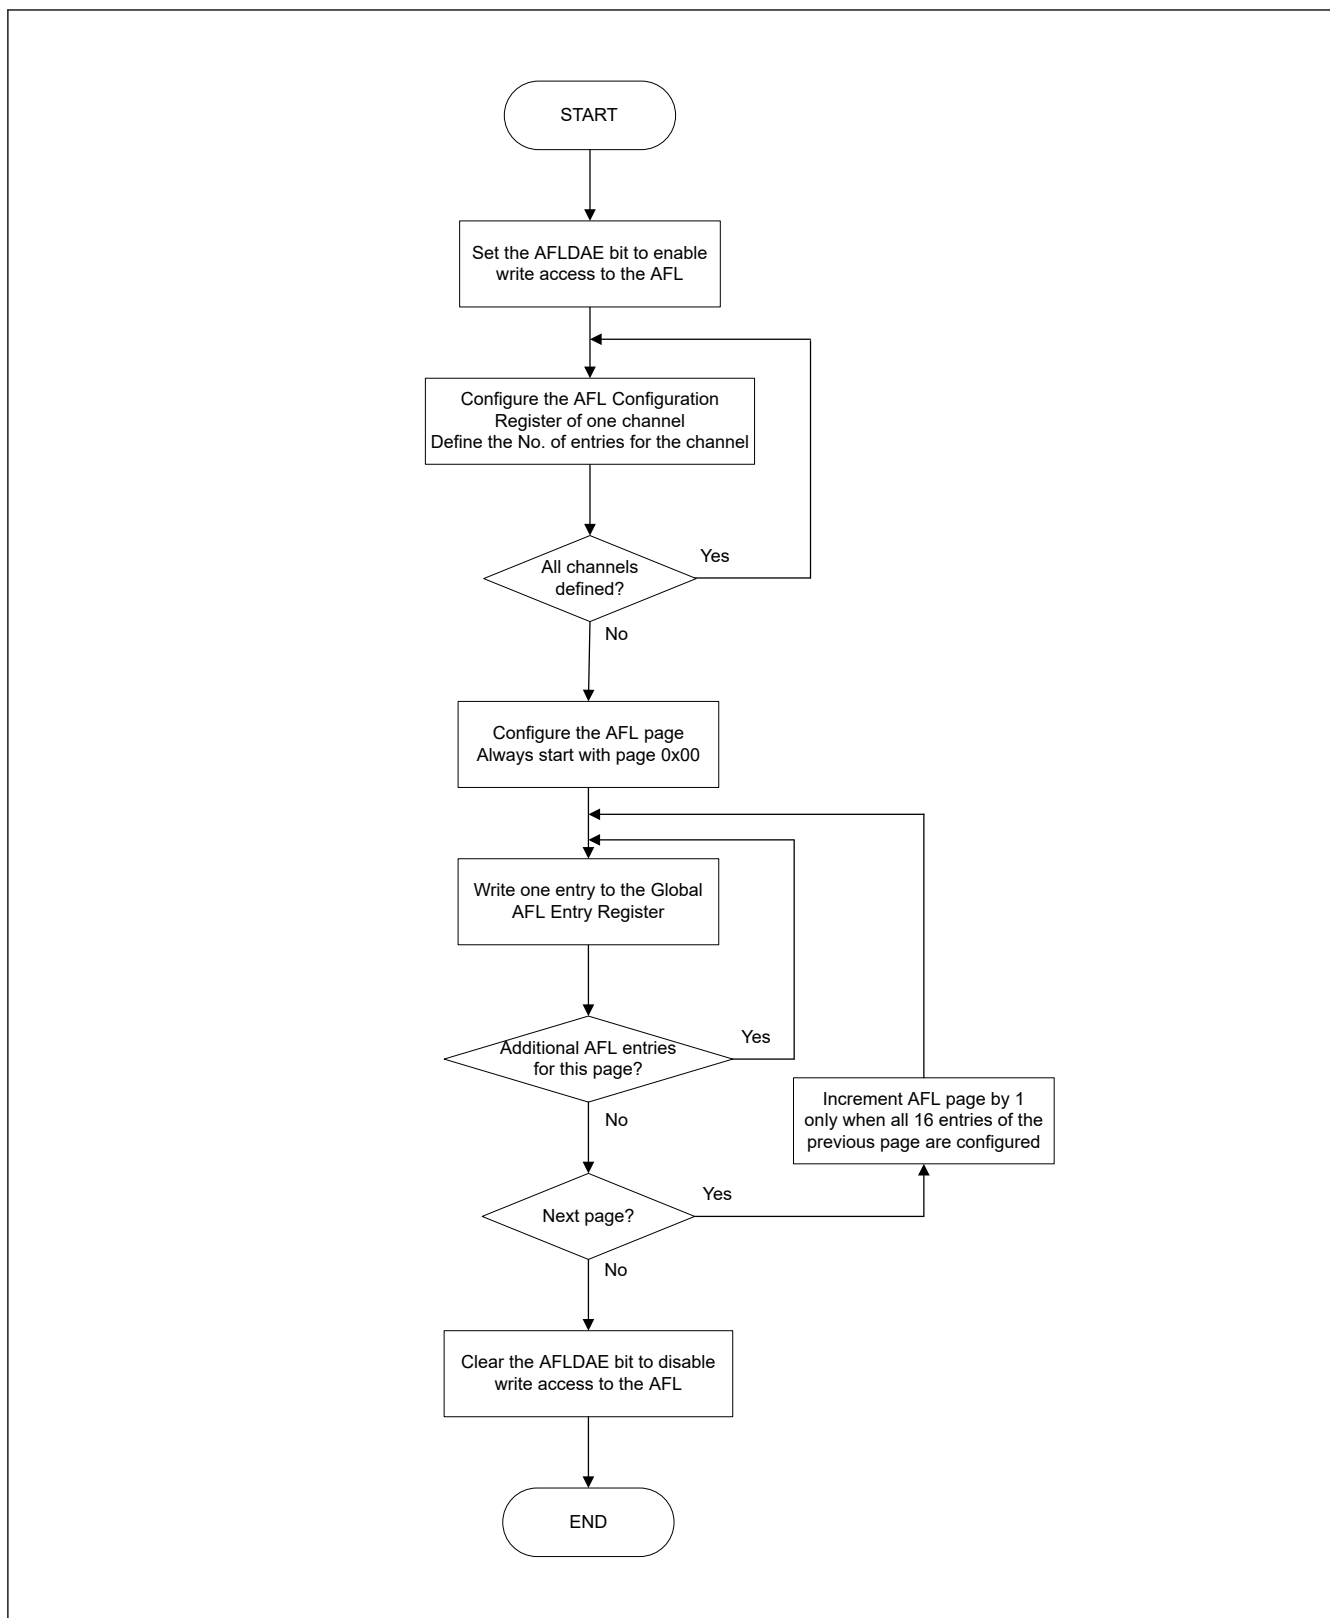 START
Set the AFLDAE bit to enable
write access to the AFL
Configure the AFL Configuration
Register of one channel
Define the No. of entries for the channel
All channels
defined?
Yes
No
Configure the AFL page
Always start with page 0x00
Write one entry to the Global
AFL Entry Register
Additional AFL entries
for this page?
Yes
No
Increment AFL page by 1
only when all 16 entries of the
previous page are configured
Next page?
Yes
No
Clear the AFLDAE bit to disable
write access to the AFL
END